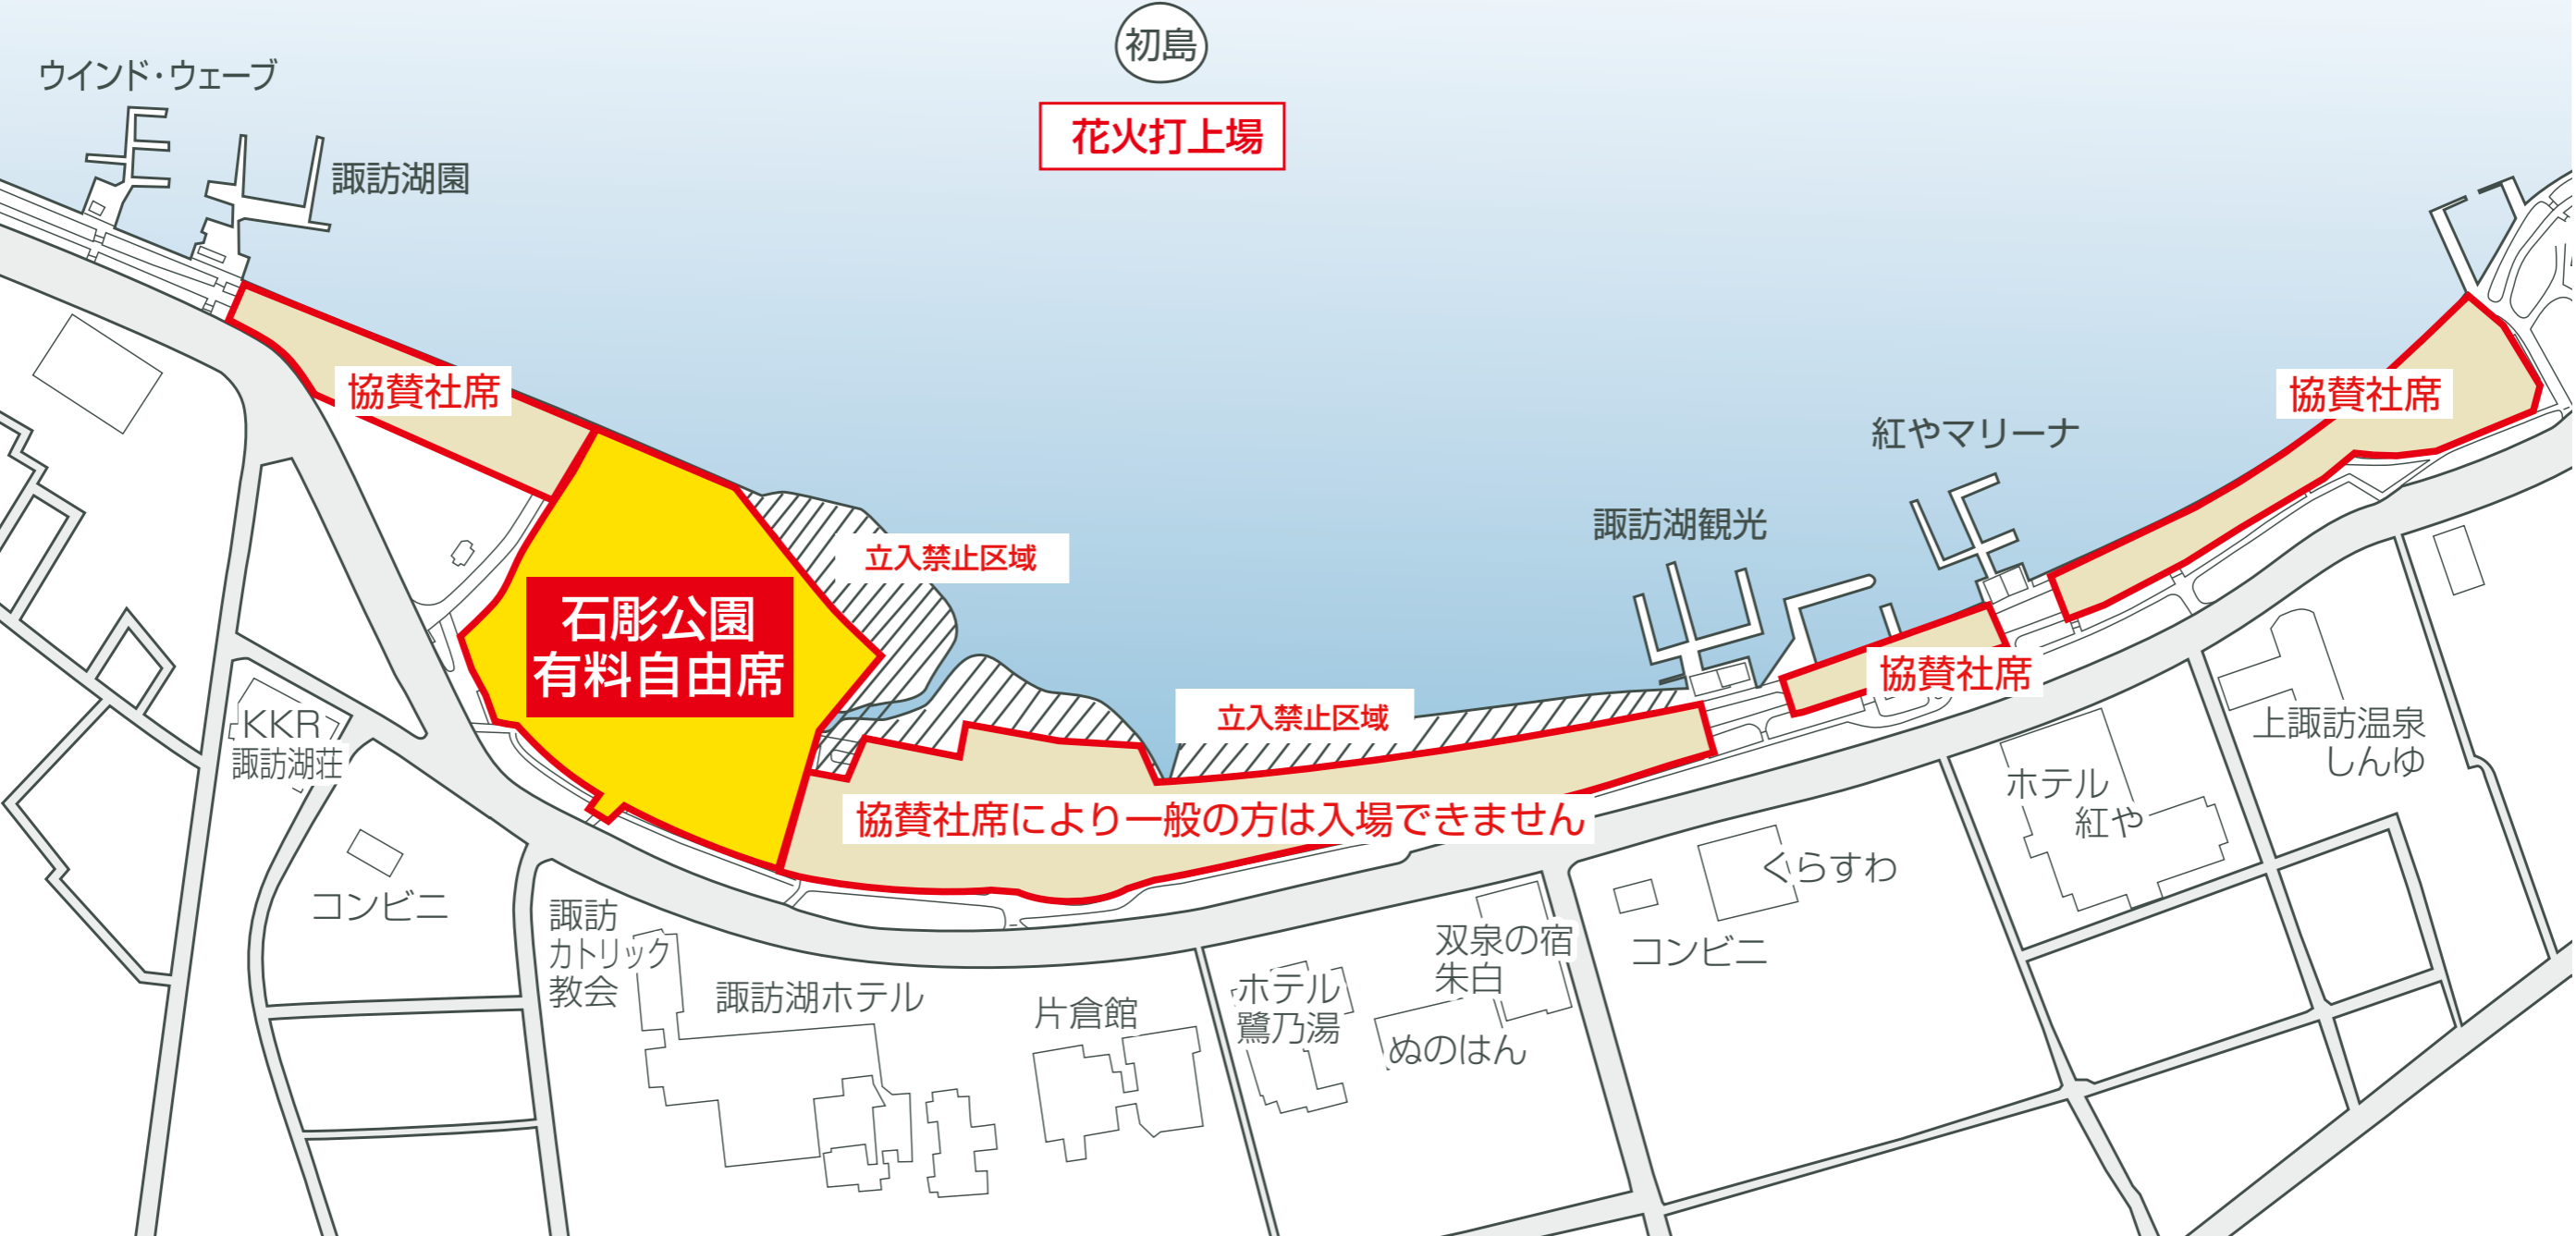 初島
花火打上場
ウインド・ウェーブ
諏訪湖園
協賛社席
協賛社席
紅やマリーナ
諏訪湖観光
立入禁止区域
石彫公園
有料自由席
協賛社席
立入禁止区域
KKR
諏訪湖荘
上諏訪温泉
しんゆ
ホテル
紅や
協賛社席により一般の方は入場できません
くらすわ
コンビニ
コンビニ
諏訪
カトリック
教会
諏訪湖ホテル
片倉館
ホテル
鷺乃湯
双泉の宿
朱白
ぬのはん